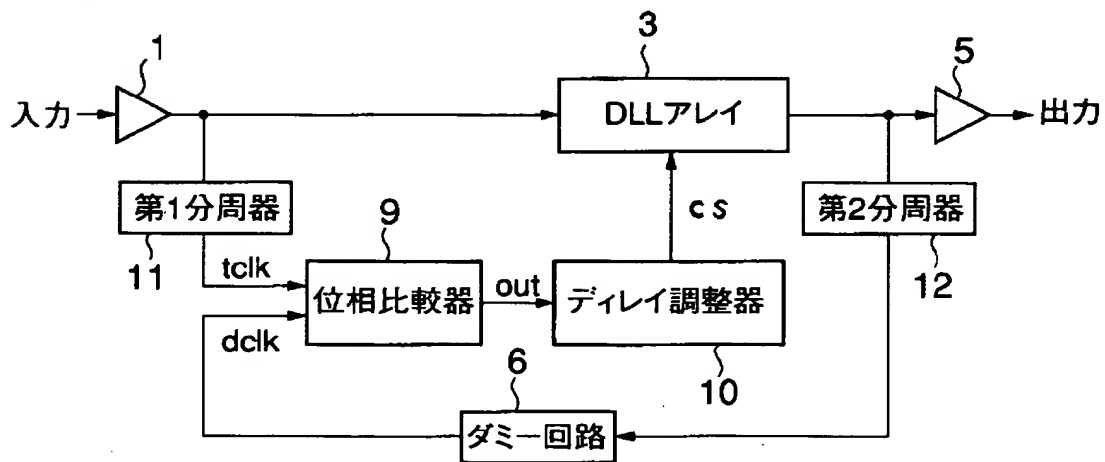 1
3
5
入力
DLLアレイ
出力
第1分周器
cs
第2分周器
11
9
12
tclk
位相比較器
out
ディレイ調整器
dclk
10
6
ダミー回路